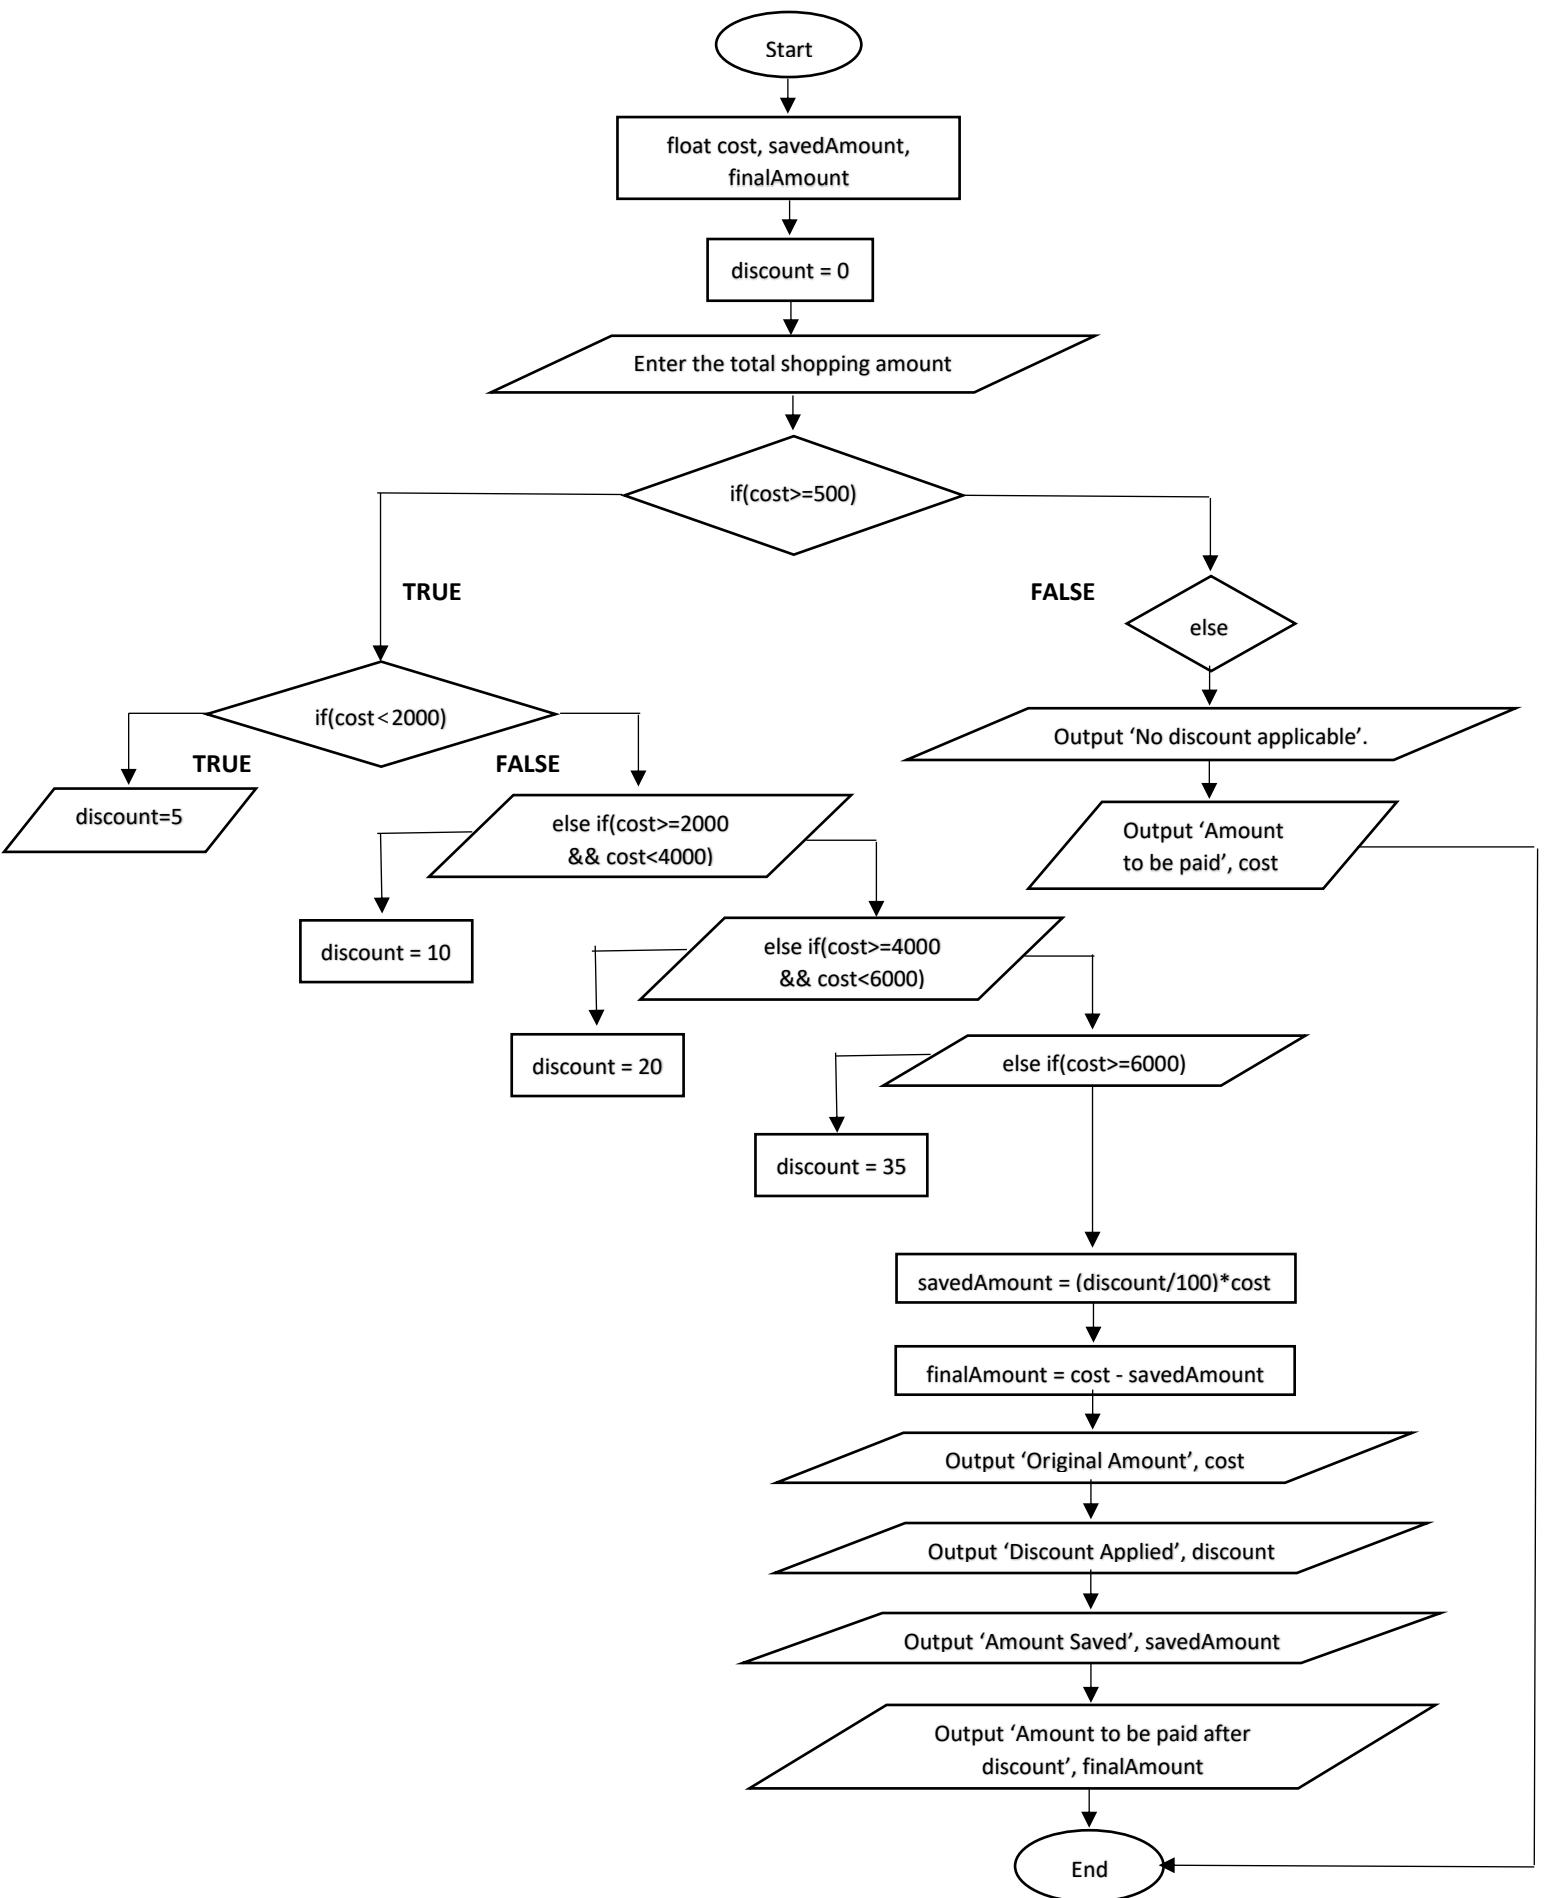 Start
float cost, savedAmount,
finalAmount
discount = 0
Enter the total shopping amount
if(cost>=500)
TRUE
FALSE
else
if(cost<2000)
Output ‘No discount applicable’.
TRUE
FALSE
discount=5
else if(cost>=2000
&& cost<4000)
Output ‘Amount
to be paid’, cost
discount = 10
else if(cost>=4000
&& cost<6000)
discount = 20
else if(cost>=6000)
discount = 35
savedAmount = (discount/100)*cost
finalAmount = cost - savedAmount
Output ‘Original Amount’, cost
Output ‘Discount Applied’, discount
Output ‘Amount Saved’, savedAmount
Output ‘Amount to be paid after
discount’, finalAmount
End